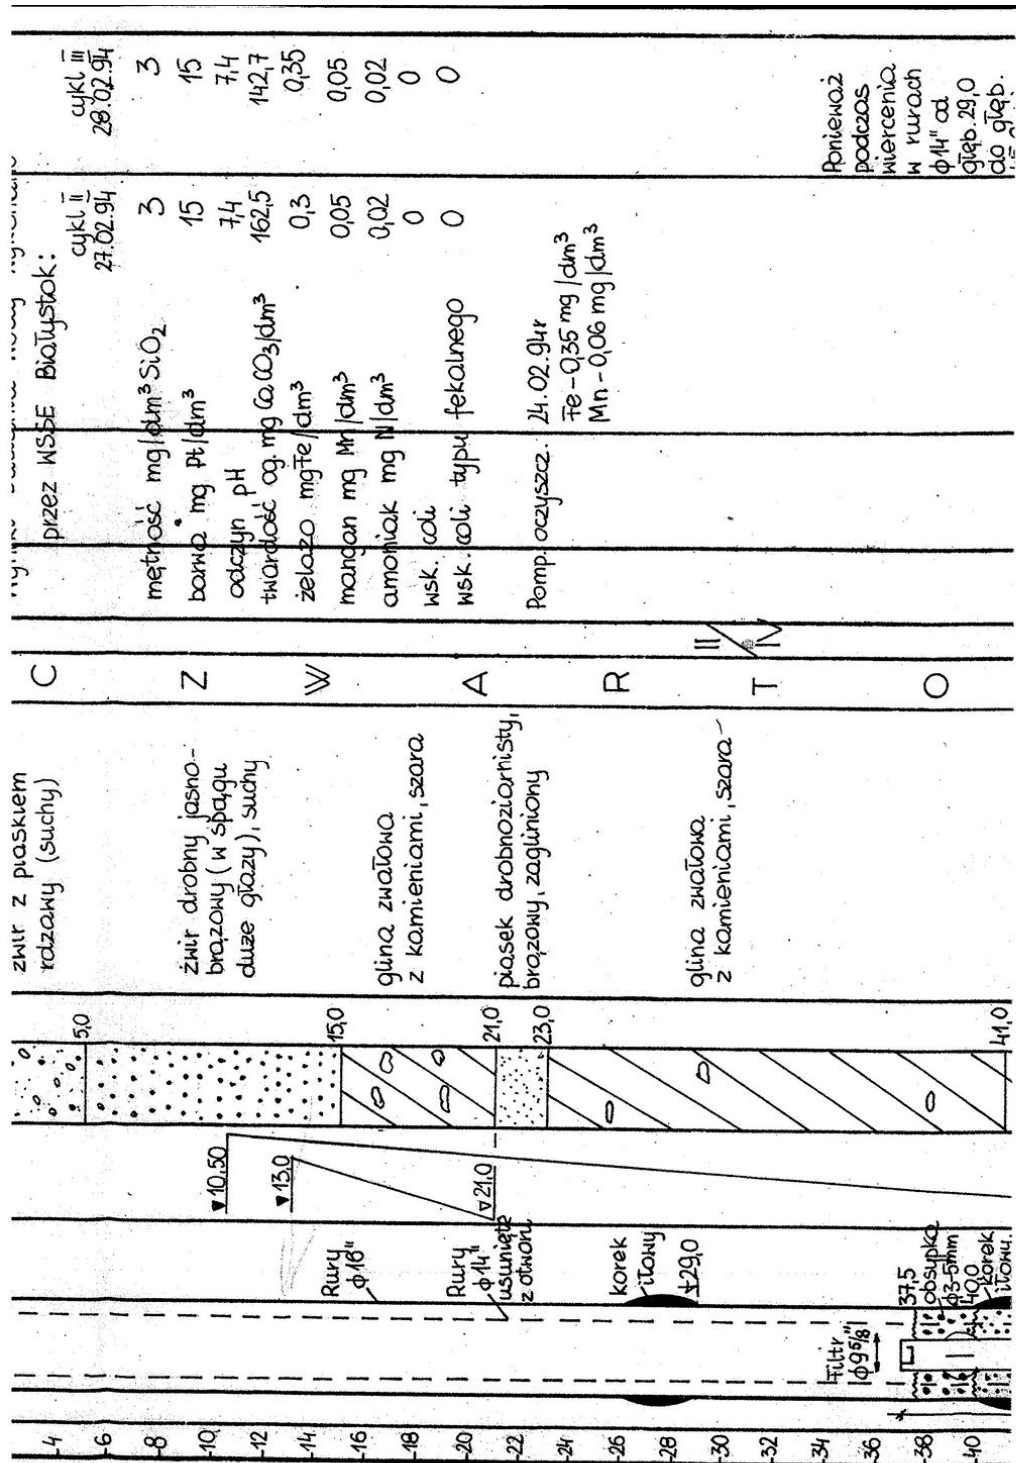 4
-6
-8
-10
-12
-14
-16
-18
-20
-22
-24
-26
-28
-30
-32
-34
-36
-38
-40
Rury
ϕ16"
Rury
ϕ14"
usunięte
z otworu
korek
iłowy
29,0
Filtr
ϕ9 5/8"
37,5
obsypka
ϕ3-5mm
40,0
korek
iłowy.
▼10,50
▼13,0
▽21,0
5,0
15,0
21,0
23,0
41,0
żwir z piaskiem
rdzawy (suchy)
żwir drobny jasno-
brązowy (w spągu
duże głazy), suchy
glina zwałowa
z kamieniami, szara
piasek drobnoziarnisty,
brązowy, zagliniony
glina zwałowa
z kamieniami, szara-
C
Z
W
A
R
T
O
II
IV
przez WSSE Białystok:
cykl II cykl III
27.02.94 28.02.94
mętność mg/dm³ SiO₂ 3 3
barwa mg Pt/dm³ 15 15
odczyn pH 7,4 7,4
twardość og. mg CaCO₃/dm³ 162,5 142,7
żelazo mgFe/dm³ 0,3 0,35
mangan mg Mn/dm³ 0,05 0,05
amoniak mg N/dm³ 0,02 0,02
wsk. coli 0 0
wsk. coli typu fekalnego 0 0
Pomp. oczyszcz. 24.02.94r
Fe-0,35 mg/dm³
Mn-0,06 mg/dm³
Ponieważ
podczas
wiercenia
w rurach
ϕ14" od
głęb. 29,0
do głęb.